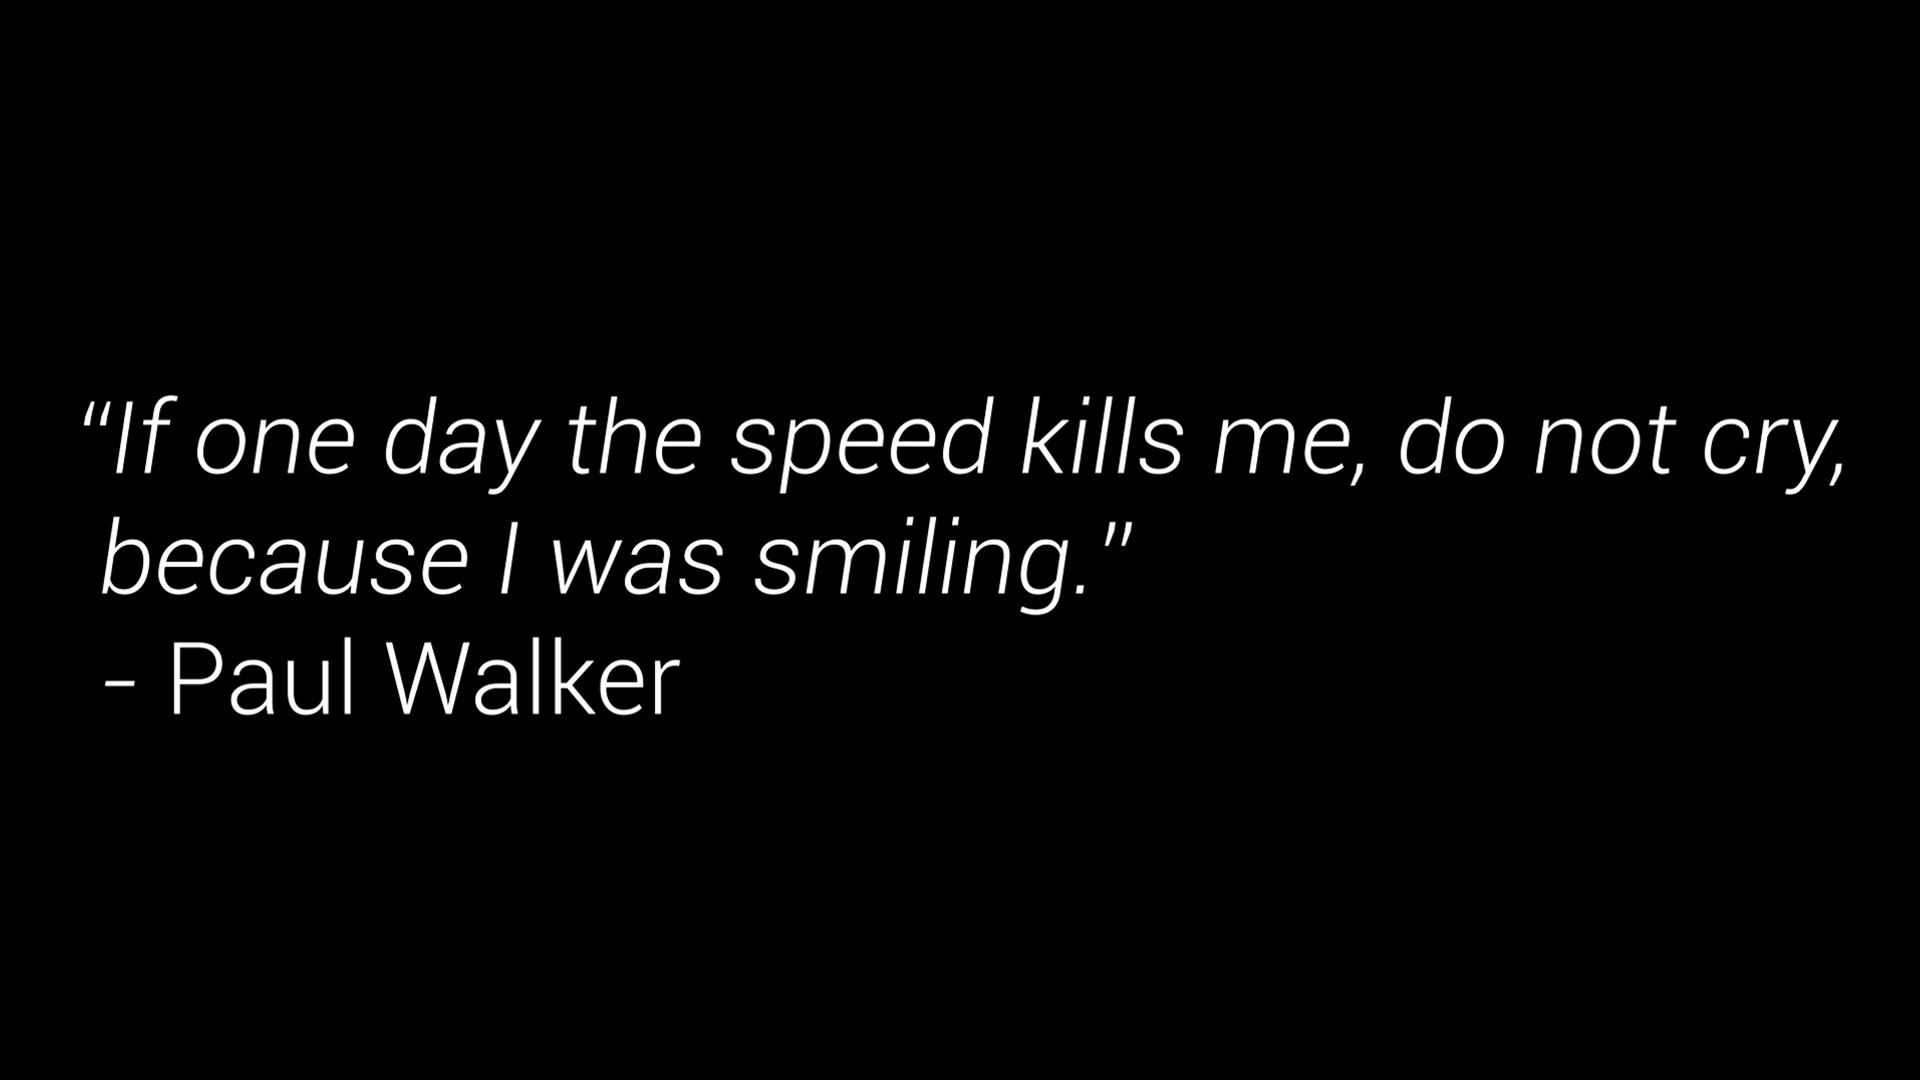 “If one day the speed kills me, do not cry,
because I was smiling.”
- Paul Walker